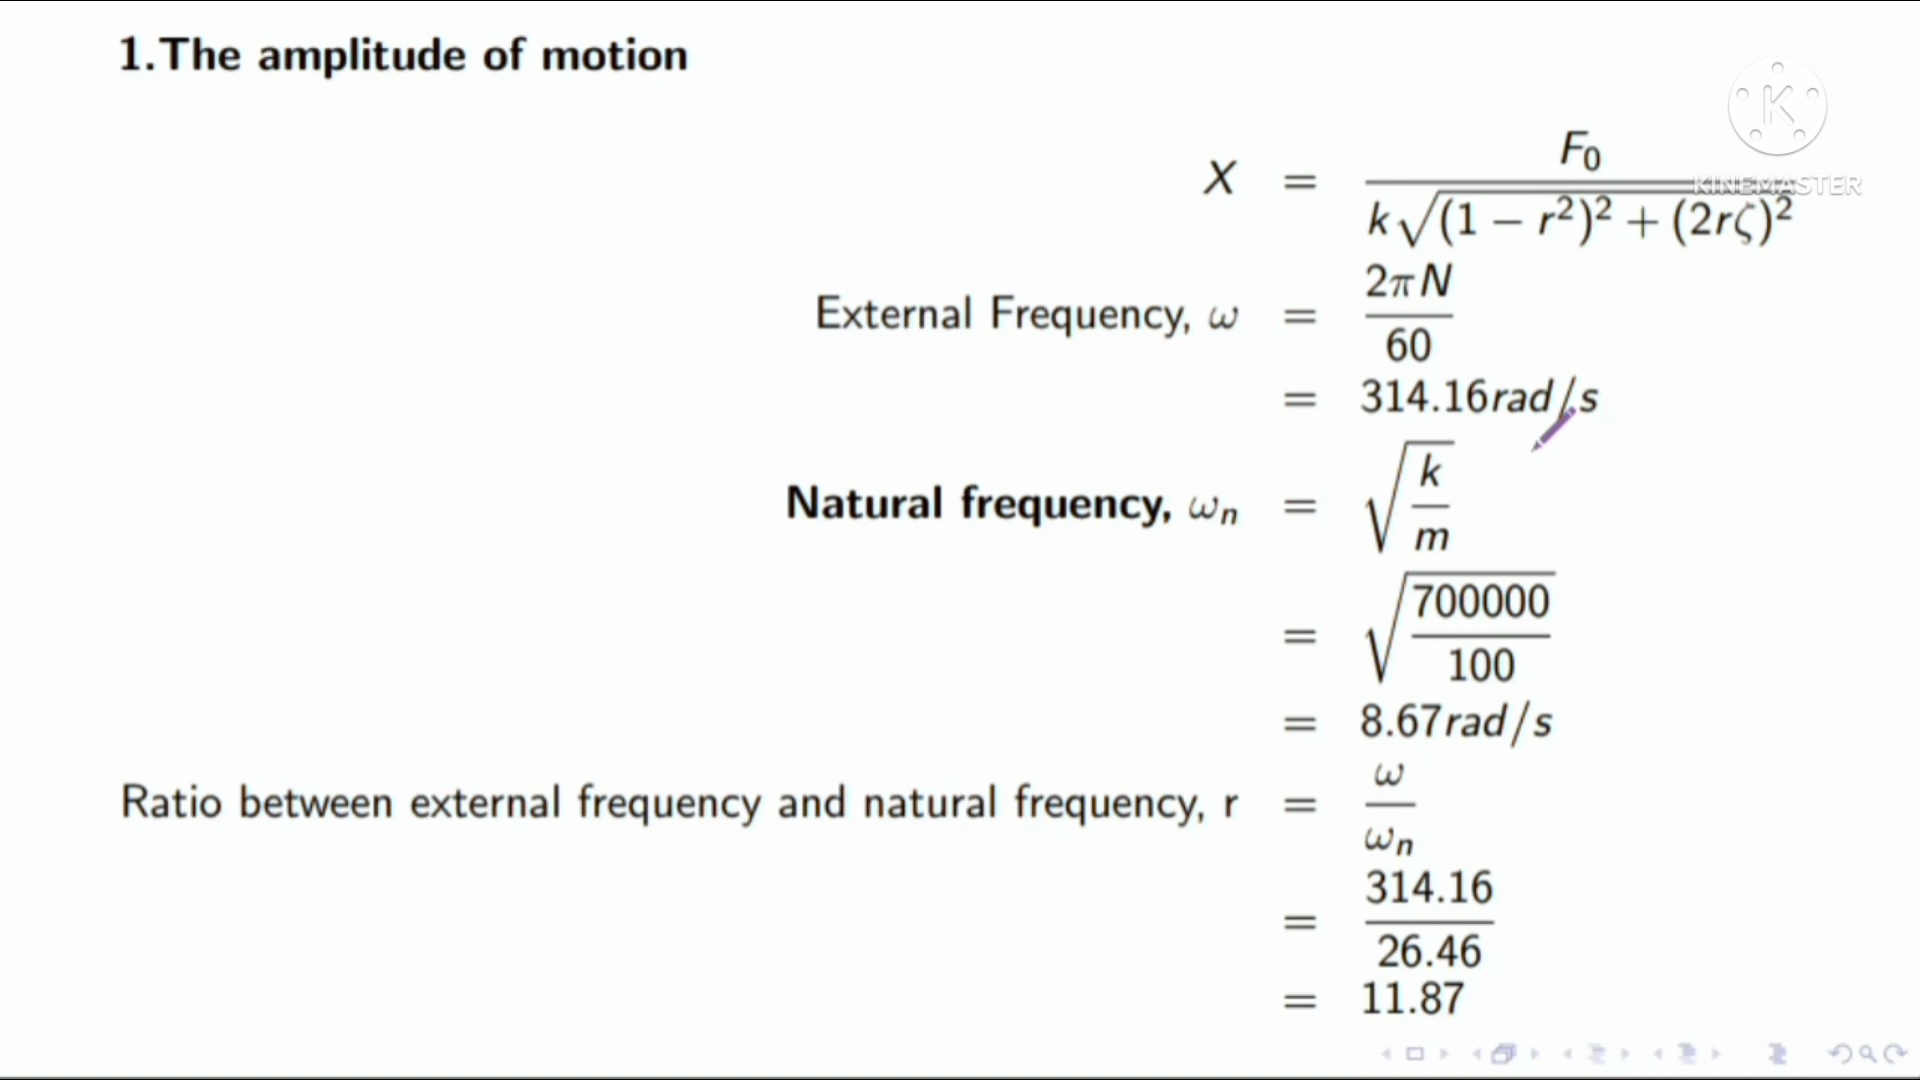 1.The amplitude of motion
KINEMASTER
X = F₀ / k√(1 − r²)² + (2rζ)²
External Frequency, ω = 2πN / 60
= 314.16rad/s
Natural frequency, ωₙ = √k / m
= √700000 / 100
= 8.67rad/s
Ratio between external frequency and natural frequency, r = ω / ωₙ
= 314.16 / 26.46
= 11.87